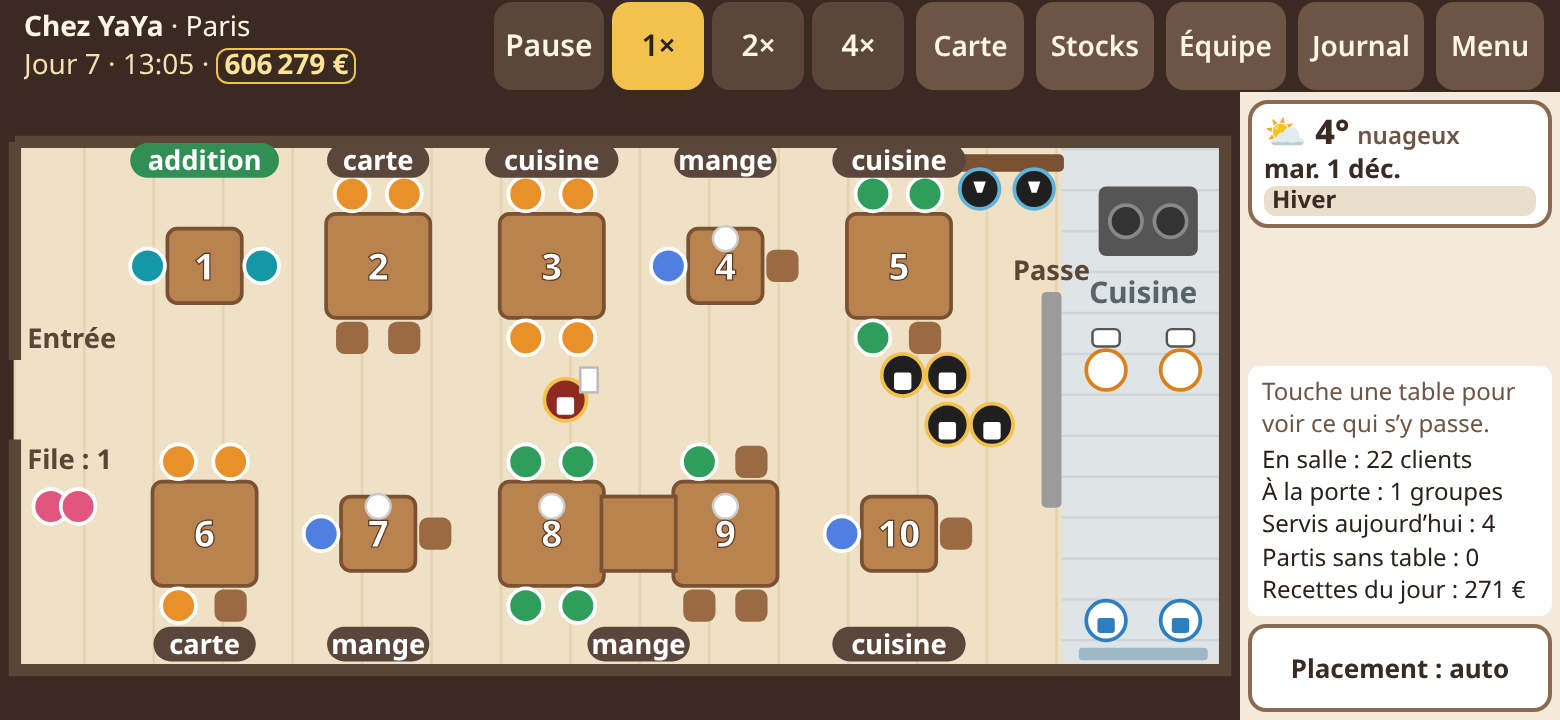 Chez YaYa · Paris
Jour 7 · 13:05 · 606 279 €
Pause
1×
2×
4×
Carte
Stocks
Équipe
Journal
Menu
addition
carte
cuisine
mange
cuisine
1
2
3
4
5
Passe
Cuisine
Entrée
File : 1
6
7
8
9
10
carte
mange
mange
cuisine
4° nuageux
mar. 1 déc.
Hiver
Touche une table pour
voir ce qui s’y passe.
En salle : 22 clients
À la porte : 1 groupes
Servis aujourd’hui : 4
Partis sans table : 0
Recettes du jour : 271 €
Placement : auto